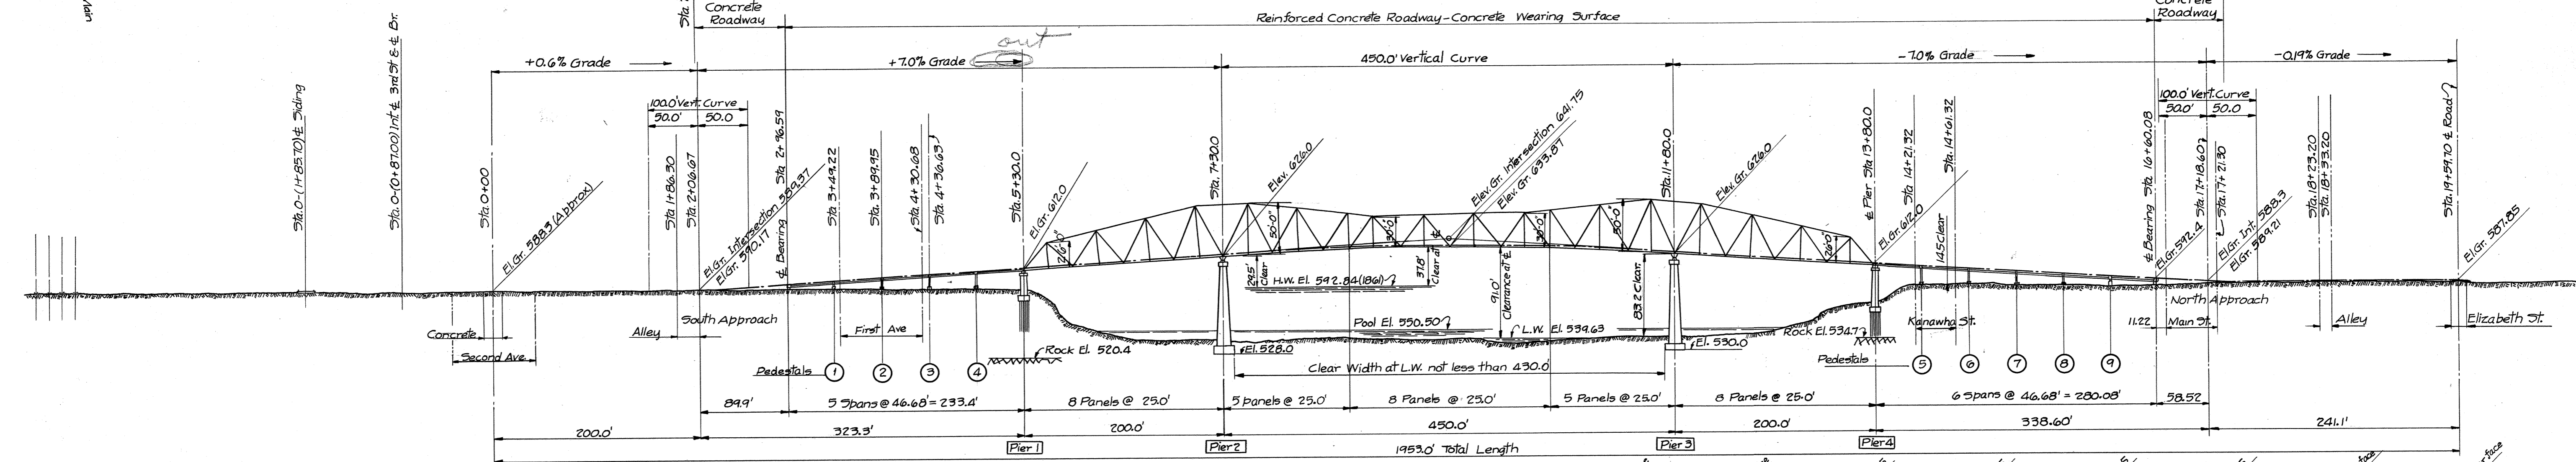 Main
Sta. 0-(1+85.70) ℄ Siding
Sta. 0-(0+87.00) Int. ℄ 3rd St & ℄ Br.
Sta. 0+00
Concrete
Roadway
Reinforced Concrete Roadway-Concrete Wearing Surface
Roadway
out
+0.6% Grade
+7.0% Grade
450.0' Vertical Curve
-7.0% Grade
-0.19% Grade
100.0' Vert. Curve
50.0' 50.0
100.0' Vert. Curve
50.0' 50.0
Sta. 1+86.30
Sta. 2+06.67
℄ Bearing Sta. 2+96.59
Sta. 3+49.22
Sta. 3+89.95
Sta. 4+30.68
Sta. 4+36.63
Sta. 5+30.0
Sta. 7+30.0
Sta. 11+80.0
℄ Pier Sta 13+80.0
Sta 14+21.32
Sta. 14+61.32
℄ Bearing Sta 16+60.08
Sta. 17+18.60
Sta. 17+21.30
Sta. 18+23.20
Sta. 18+33.20
Sta. 19+59.70 ℄ Road
El.Gr. 588.3 (Approx)
El.Gr. Intersection 589.37
El.Gr. 590.17
El.Gr. 612.0
Elev. 626.0
Elev. Gr. Intersection 641.75
Elev. Gr. 633.87
Elev. Gr. 626.0
El.Gr. 612.0
El.Gr. 592.4
El.Gr. Int. 588.3
El.Gr. 589.21
El.Gr. 587.85
26'-0"
50'-0"
30'-0"
30'-0"
50'-0"
26'-0"
14.5 Clear
29.5' Clear
H.W. El. 592.84 (1861)
37.8' Clear at ℄
91.0' Clearance at ℄
83.2 Clear.
Pool El. 550.50
L.W. El. 539.63
Rock El. 534.7
Rock El. 520.4
El. 528.0
El. 530.0
Clear Width at L.W. not less than 430.0'
Concrete
Second Ave
Alley
South Approach
First Ave
Pedestals 1 2 3 4
Kanawha St.
Pedestals 5 6 7 8 9
North Approach
11.22 Main St.
Alley
Elizabeth St.
89.9' 5 Spans @ 46.68' = 233.4' 8 Panels @ 25.0' 5 Panels @ 25.0' 8 Panels @ 25.0' 5 Panels @ 25.0' 8 Panels @ 25.0' 6 Spans @ 46.68' = 280.08' 58.52
200.0' 323.3' 200.0' 450.0' 200.0' 338.60' 241.1'
Pier 1 Pier 2 Pier 3 Pier 4
1953.0' Total Length